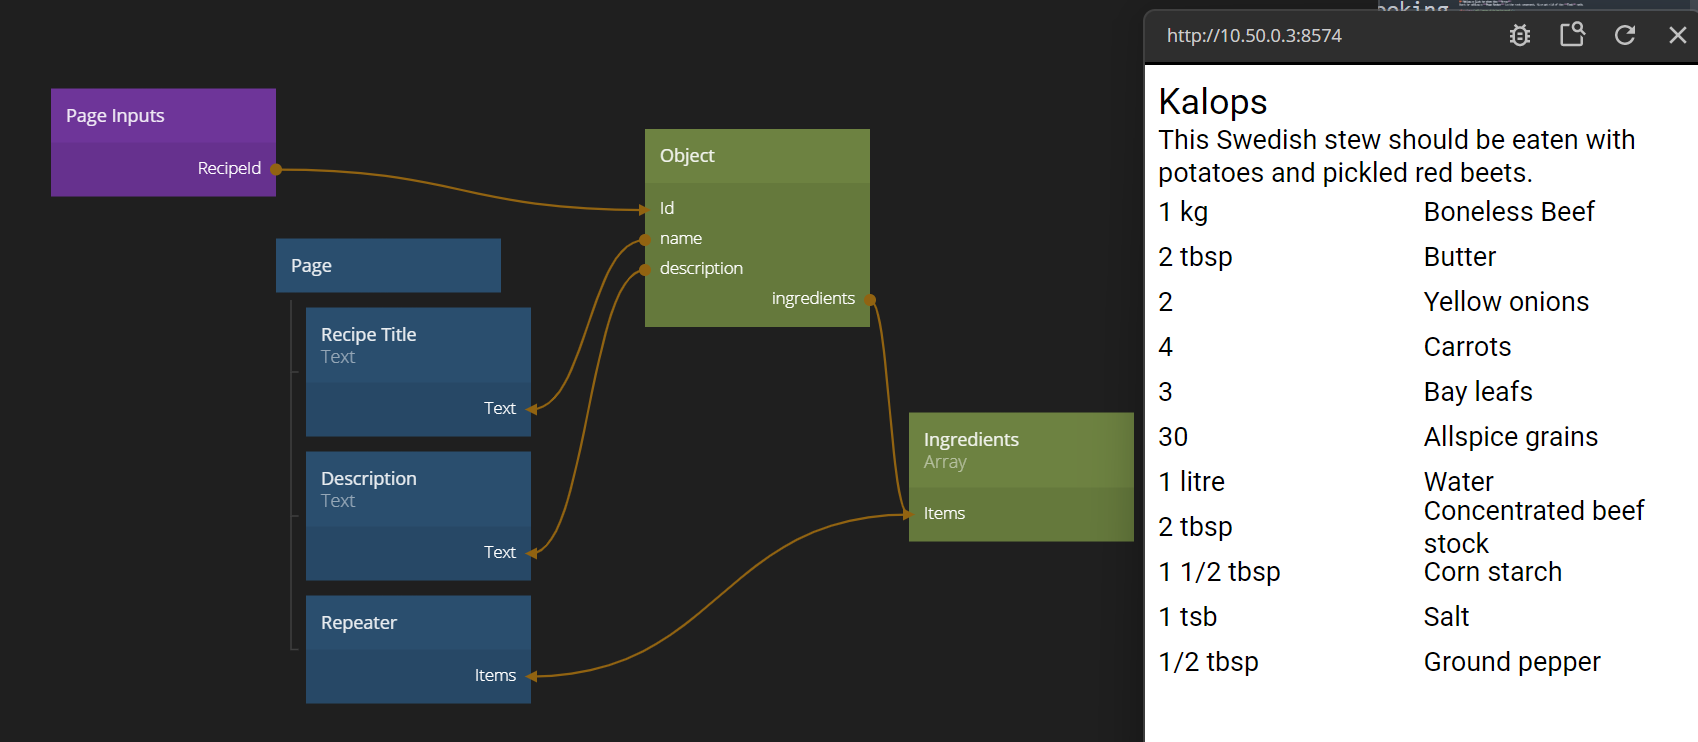 Page Inputs
RecipeId
Page
Recipe Title
Text
Text
Description
Text
Text
Repeater
Items
Object
Id
name
description
ingredients
Ingredients
Array
Items
http://10.50.0.3:8574
Kalops
This Swedish stew should be eaten with
potatoes and pickled red beets.
1 kg Boneless Beef
2 tbsp Butter
2 Yellow onions
4 Carrots
3 Bay leafs
30 Allspice grains
1 litre Water
2 tbsp Concentrated beef
stock
1 1/2 tbsp Corn starch
1 tsb Salt
1/2 tbsp Ground pepper